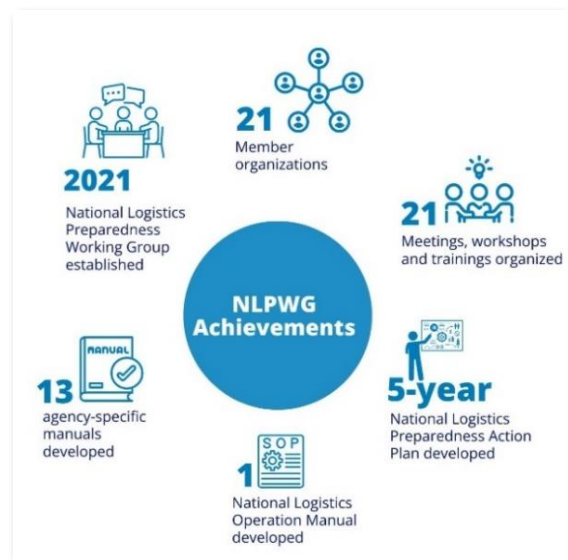 21
Member
organizations
2021
National Logistics
Preparedness
Working Group
established
21
Meetings, workshops
and trainings organized
NLPWG
Achievements
MANUAL
13
agency-specific
manuals
developed
5-year
National Logistics
Preparedness Action
Plan developed
SOP
1
National Logistics
Operation Manual
developed